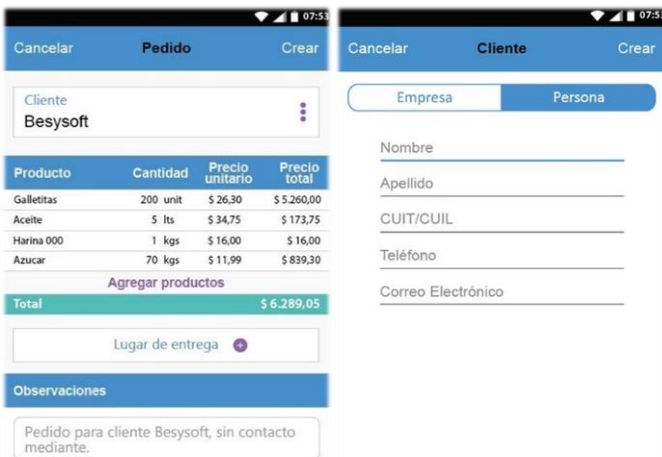 07:53
Cancelar Pedido Crear
Cliente
Besysoft
Producto Cantidad Precio unitario Precio total
Galletitas 200 unit $ 26,30 $ 5.260,00
Aceite 5 lts $ 34,75 $ 173,75
Harina 000 1 kgs $ 16,00 $ 16,00
Azucar 70 kgs $ 11,99 $ 839,30
Agregar productos
Total $ 6.289,05
Lugar de entrega
Observaciones
Pedido para cliente Besysoft, sin contacto
mediante.
Cancelar Cliente Crear
Empresa Persona
Nombre
Apellido
CUIT/CUIL
Teléfono
Correo Electrónico